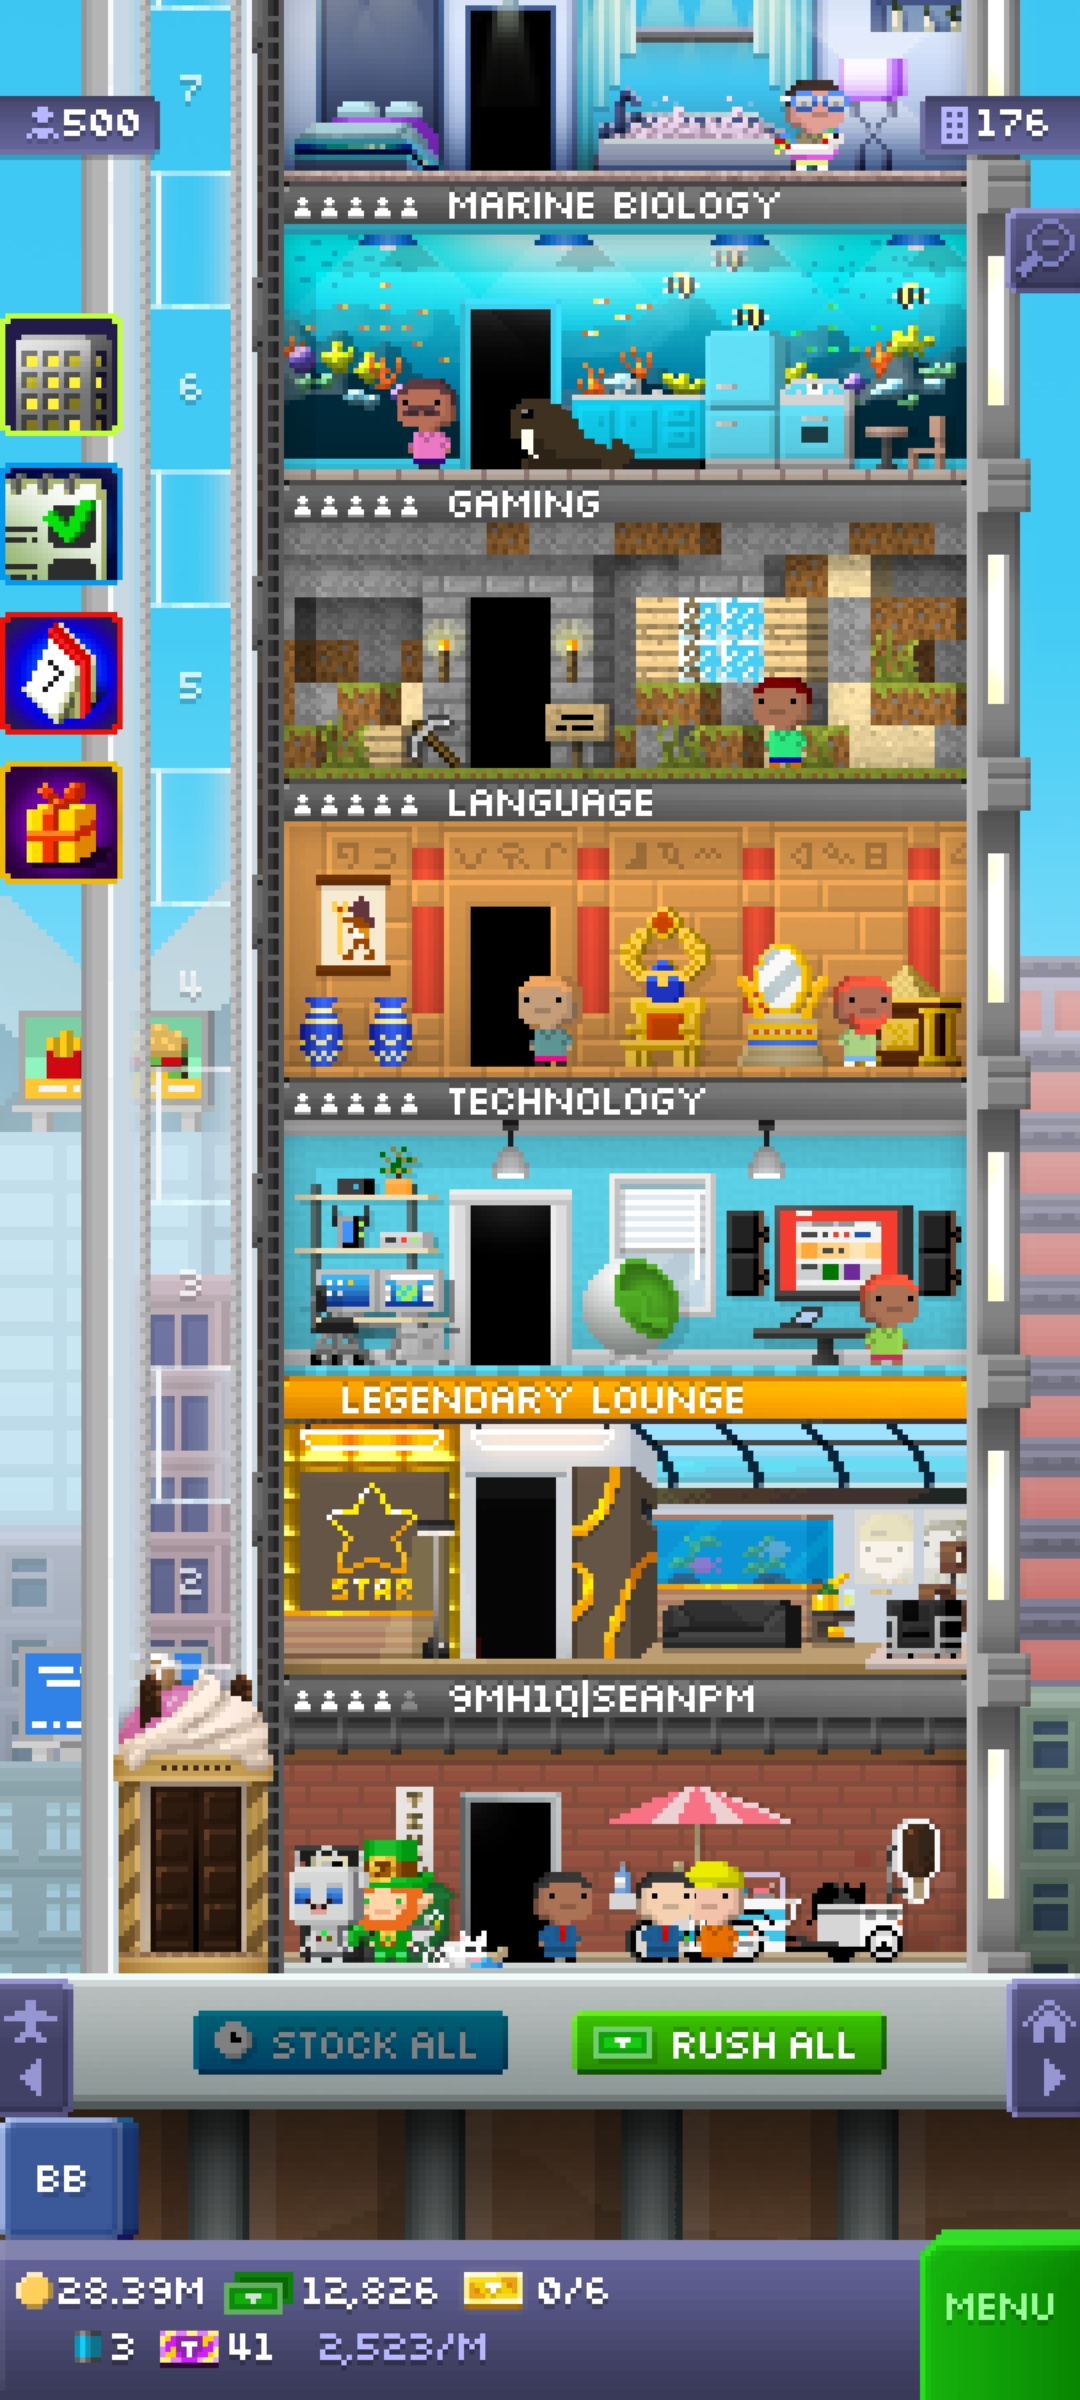 7
500
176
MARINE BIOLOGY
6
GAMING
5
LANGUAGE
4
TECHNOLOGY
3
LEGENDARY LOUNGE
STAR
2
9MH1Q|SEANPM
STOCK ALL
RUSH ALL
BB
28.39M 12,826 0/6
3 41 2,523/M
MENU